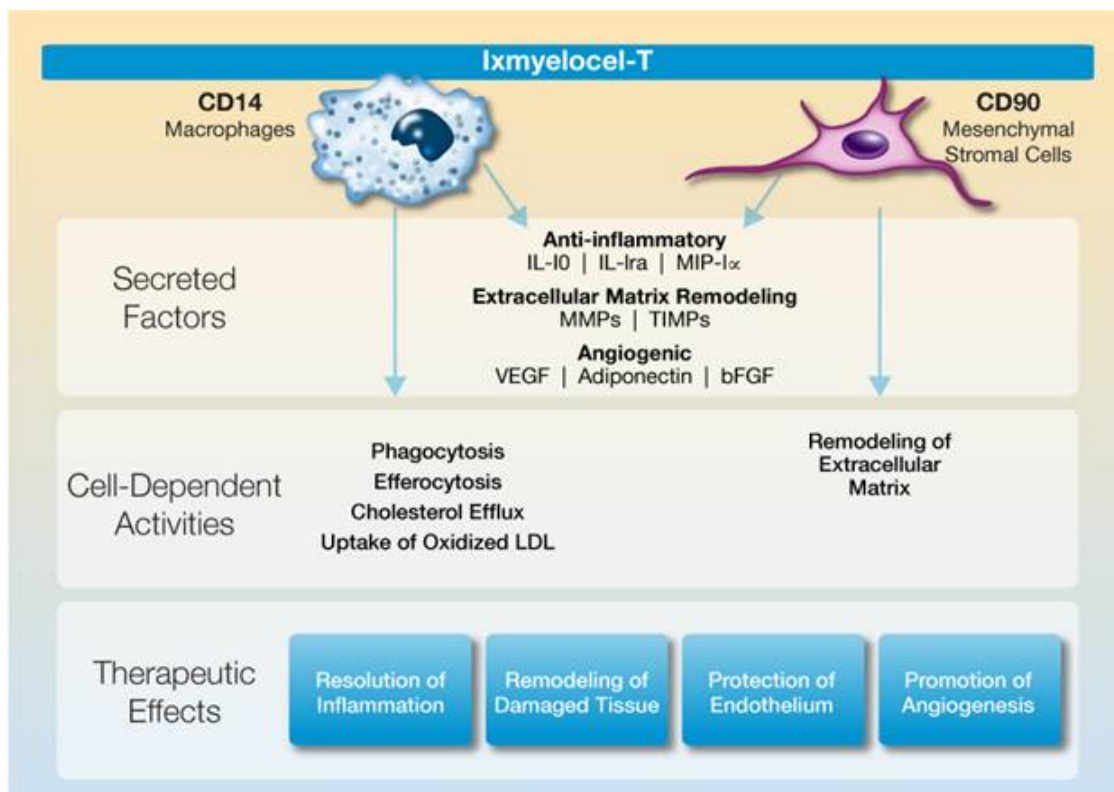 Ixmyelocel-T
CD14
Macrophages
CD90
Mesenchymal
Stromal Cells
Secreted
Factors
Anti-inflammatory
IL-I0 | IL-Ira | MIP-I∝
Extracellular Matrix Remodeling
MMPs | TIMPs
Angiogenic
VEGF | Adiponectin | bFGF
Cell-Dependent
Activities
Phagocytosis
Efferocytosis
Cholesterol Efflux
Uptake of Oxidized LDL
Remodeling of
Extracellular
Matrix
Therapeutic
Effects
Resolution of
Inflammation
Remodeling of
Damaged Tissue
Protection of
Endothelium
Promotion of
Angiogenesis